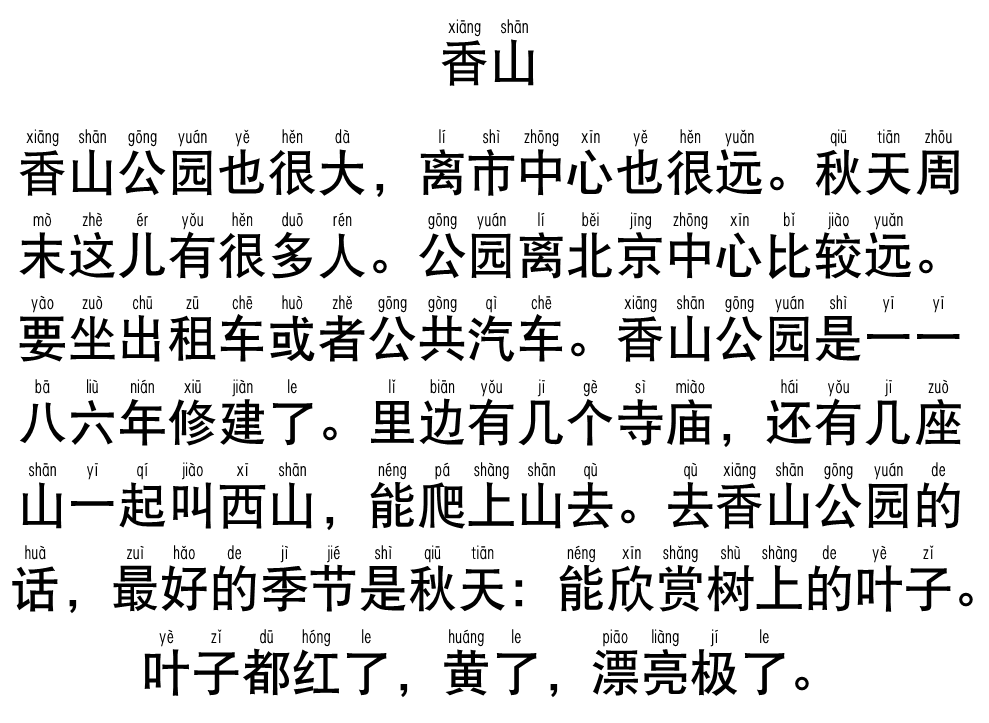 xiāng shān
香山
xiāng shān gōng yuán yě hěn dà lí shì zhōng xīn yě hěn yuǎn qiū tiān zhōu
香山公园也很大，离市中心也很远。秋天周
mò zhè ér yǒu hěn duō rén gōng yuán lí běi jīng zhōng xīn bǐ jiào yuǎn
末这儿有很多人。公园离北京中心比较远。
yào zuò chū zū chē huò zhě gōng gòng qì chē xiāng shān gōng yuán shì yī yī
要坐出租车或者公共汽车。香山公园是一一
bā liù nián xiū jiàn le lǐ biān yǒu jī gè sì miào hái yǒu jī zuò
八六年修建了。里边有几个寺庙，还有几座
shān yī qí jiào xī shān néng pá shàng shān qù qù xiāng shān gōng yuán de
山一起叫西山，能爬上山去。去香山公园的
huà zuì hǎo de jì jié shì qiū tiān néng xīn shǎng shù shàng de yè zǐ
话，最好的季节是秋天：能欣赏树上的叶子。
yè zǐ dū hóng le huáng le piāo liàng jí le
叶子都红了，黄了，漂亮极了。